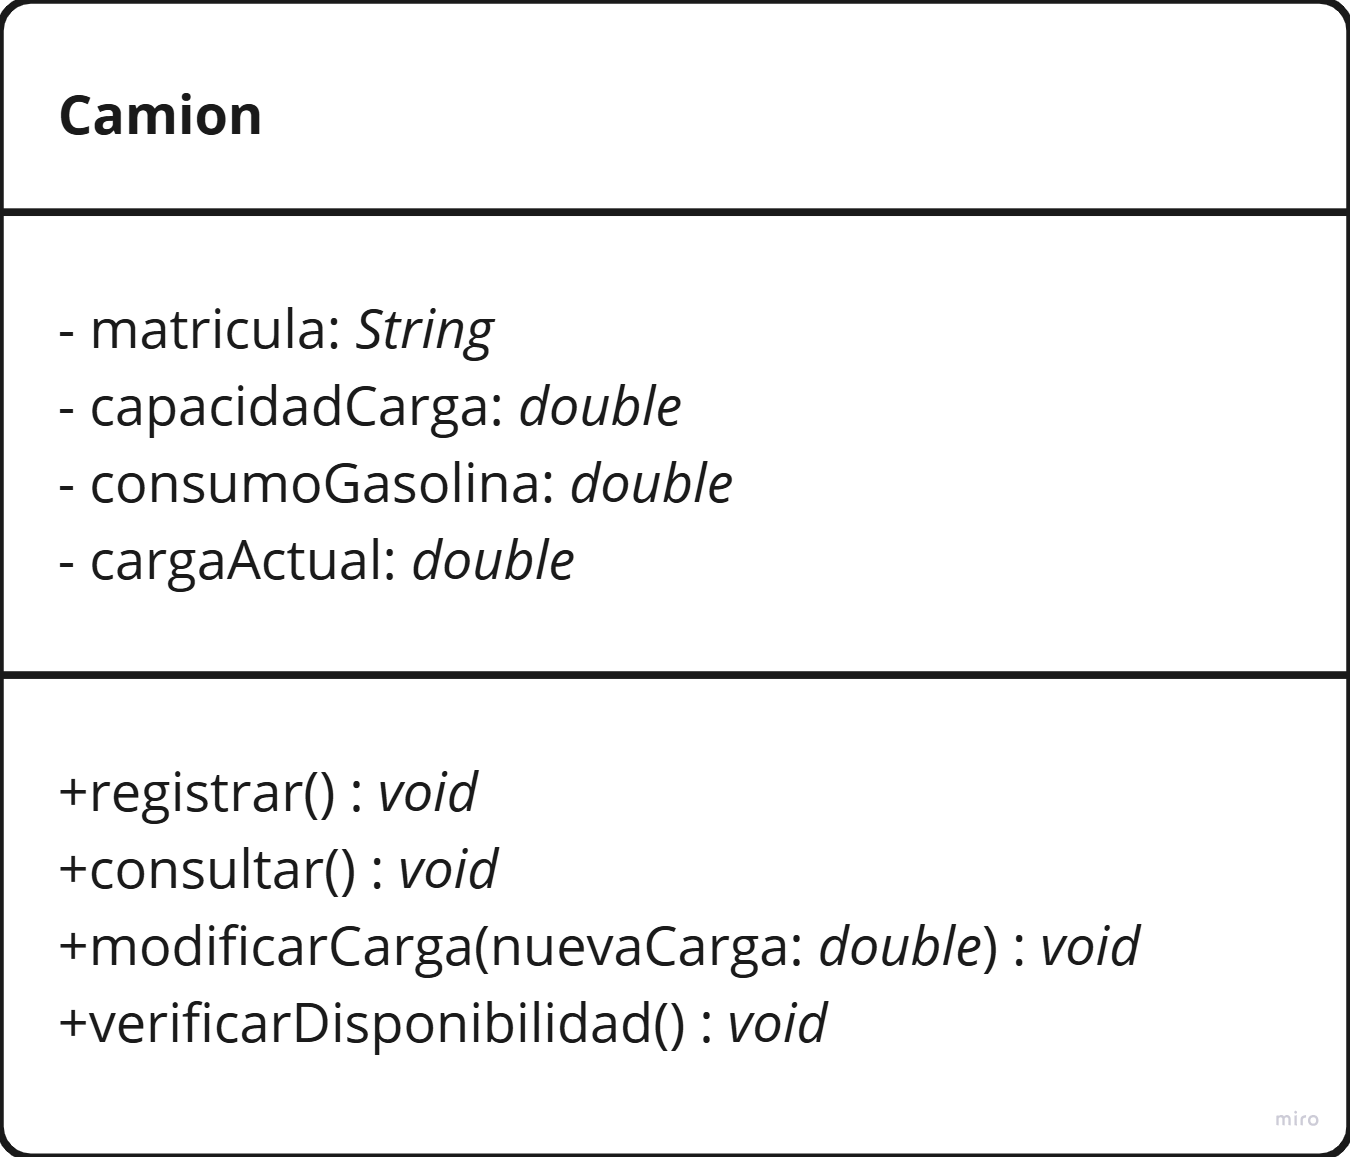 Camion
- matricula: String
- capacidadCarga: double
- consumoGasolina: double
- cargaActual: double
+registrar() : void
+consultar() : void
+modificarCarga(nuevaCarga: double) : void
+verificarDisponibilidad() : void
miro